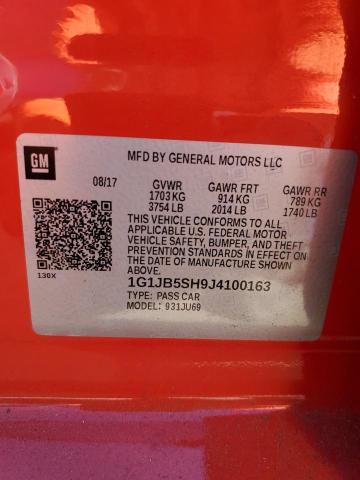 GM
MFD BY GENERAL MOTORS LLC
08/17 GVWR GAWR FRT GAWR RR
1703 KG 914 KG 789 KG
3754 LB 2014 LB 1740 LB
THIS VEHICLE CONFORMS TO ALL
APPLICABLE U.S. FEDERAL MOTOR
VEHICLE SAFETY, BUMPER, AND THEFT
PREVENTION STANDARDS IN EFFECT ON
THE DATE OF MANUFACTURE SHOWN
ABOVE.
130X
1G1JB5SH9J4100163
TYPE: PASS CAR
MODEL: 931JU69